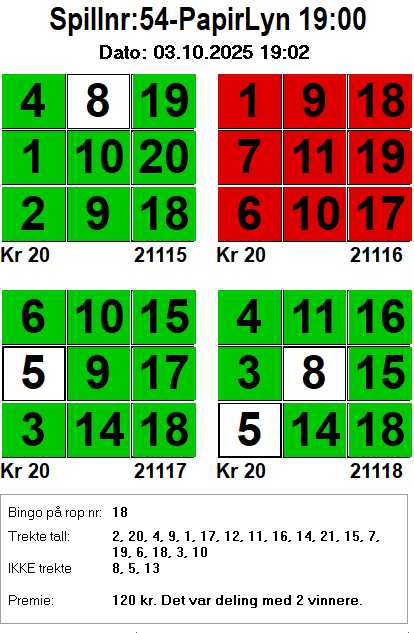 Spillnr:54-PapirLyn 19:00
Dato: 03.10.2025 19:02
4 8 19
1 10 20
2 9 18
Kr 20 21115
1 9 18
7 11 19
6 10 17
Kr 20 21116
6 10 15
5 9 17
3 14 18
Kr 20 21117
4 11 16
3 8 15
5 14 18
Kr 20 21118
Bingo på rop nr: 18
Trekte tall: 2, 20, 4, 9, 1, 17, 12, 11, 16, 14, 21, 15, 7,
19, 6, 18, 3, 10
IKKE trekte 8, 5, 13
Premie: 120 kr. Det var deling med 2 vinnere.